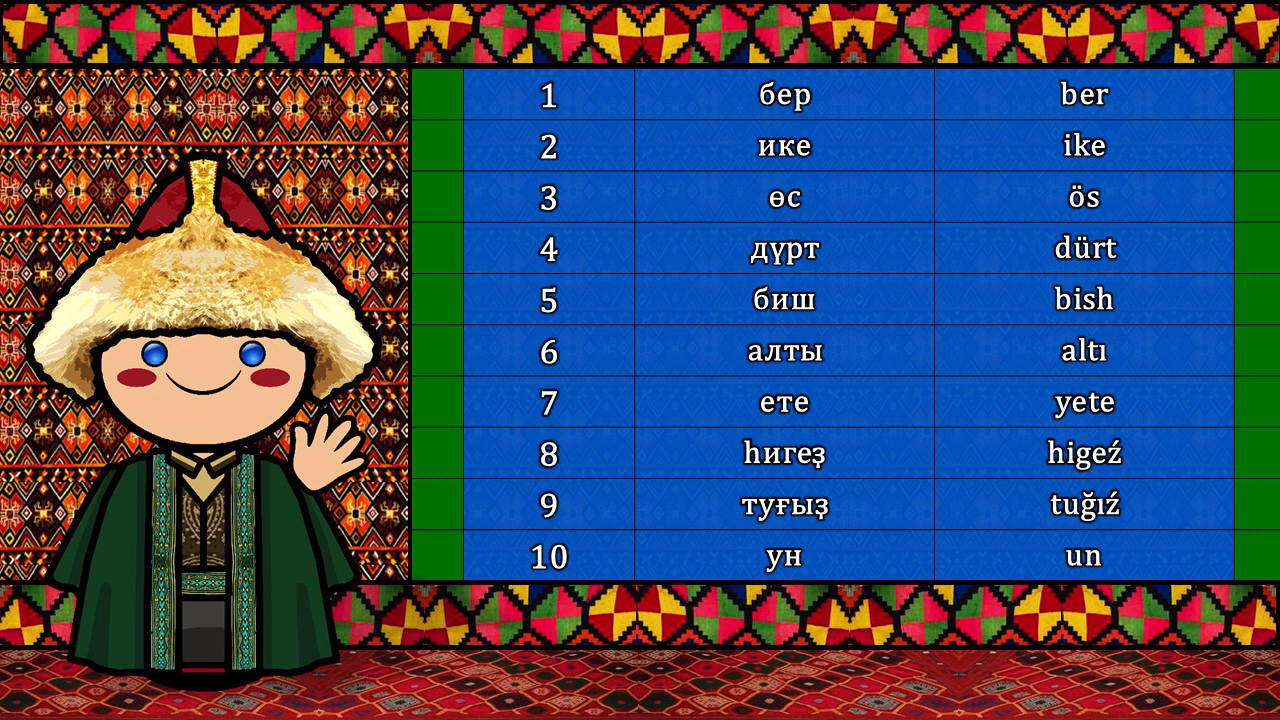 1 бер ber
2 ике ike
3 өс ös
4 дүрт dürt
5 биш bish
6 алты altı
7 ете yete
8 һигеҙ higeź
9 туғыҙ tuğıź
10 ун un